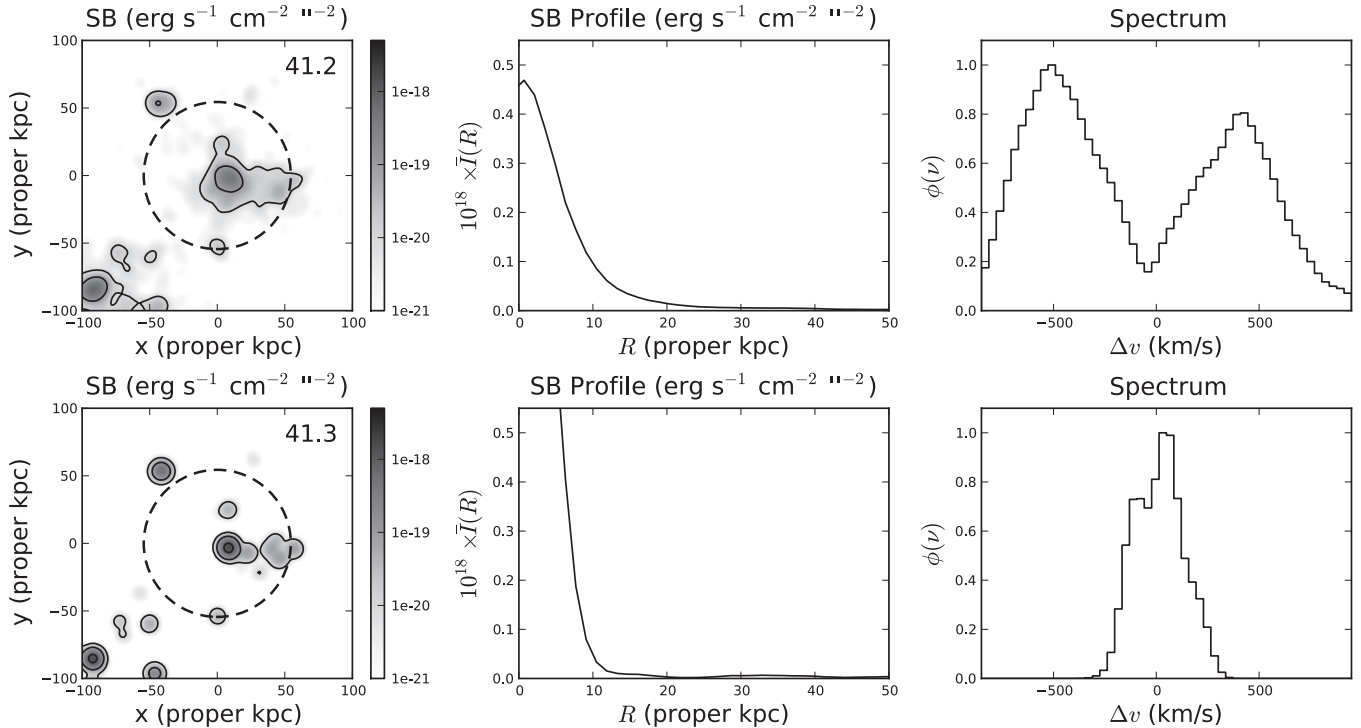 SB (erg s⁻¹ cm⁻² "⁻²)
SB Profile (erg s⁻¹ cm⁻² "⁻²)
Spectrum
100
50
0
−50
−100
y (proper kpc)
41.2
−100 −50 0 50 100
x (proper kpc)
1e-18
1e-19
1e-20
1e-21
0.5
0.4
0.3
0.2
0.1
0.0
10¹⁸ ×Ī(R)
0 10 20 30 40 50
R (proper kpc)
1.0
0.8
0.6
0.4
0.2
0.0
ϕ(ν)
−500 0 500
Δv (km/s)
SB (erg s⁻¹ cm⁻² "⁻²)
SB Profile (erg s⁻¹ cm⁻² "⁻²)
Spectrum
100
50
0
−50
−100
y (proper kpc)
41.3
−100 −50 0 50 100
x (proper kpc)
1e-18
1e-19
1e-20
1e-21
0.5
0.4
0.3
0.2
0.1
0.0
10¹⁸ ×Ī(R)
0 10 20 30 40 50
R (proper kpc)
1.0
0.8
0.6
0.4
0.2
0.0
ϕ(ν)
−500 0 500
Δv (km/s)